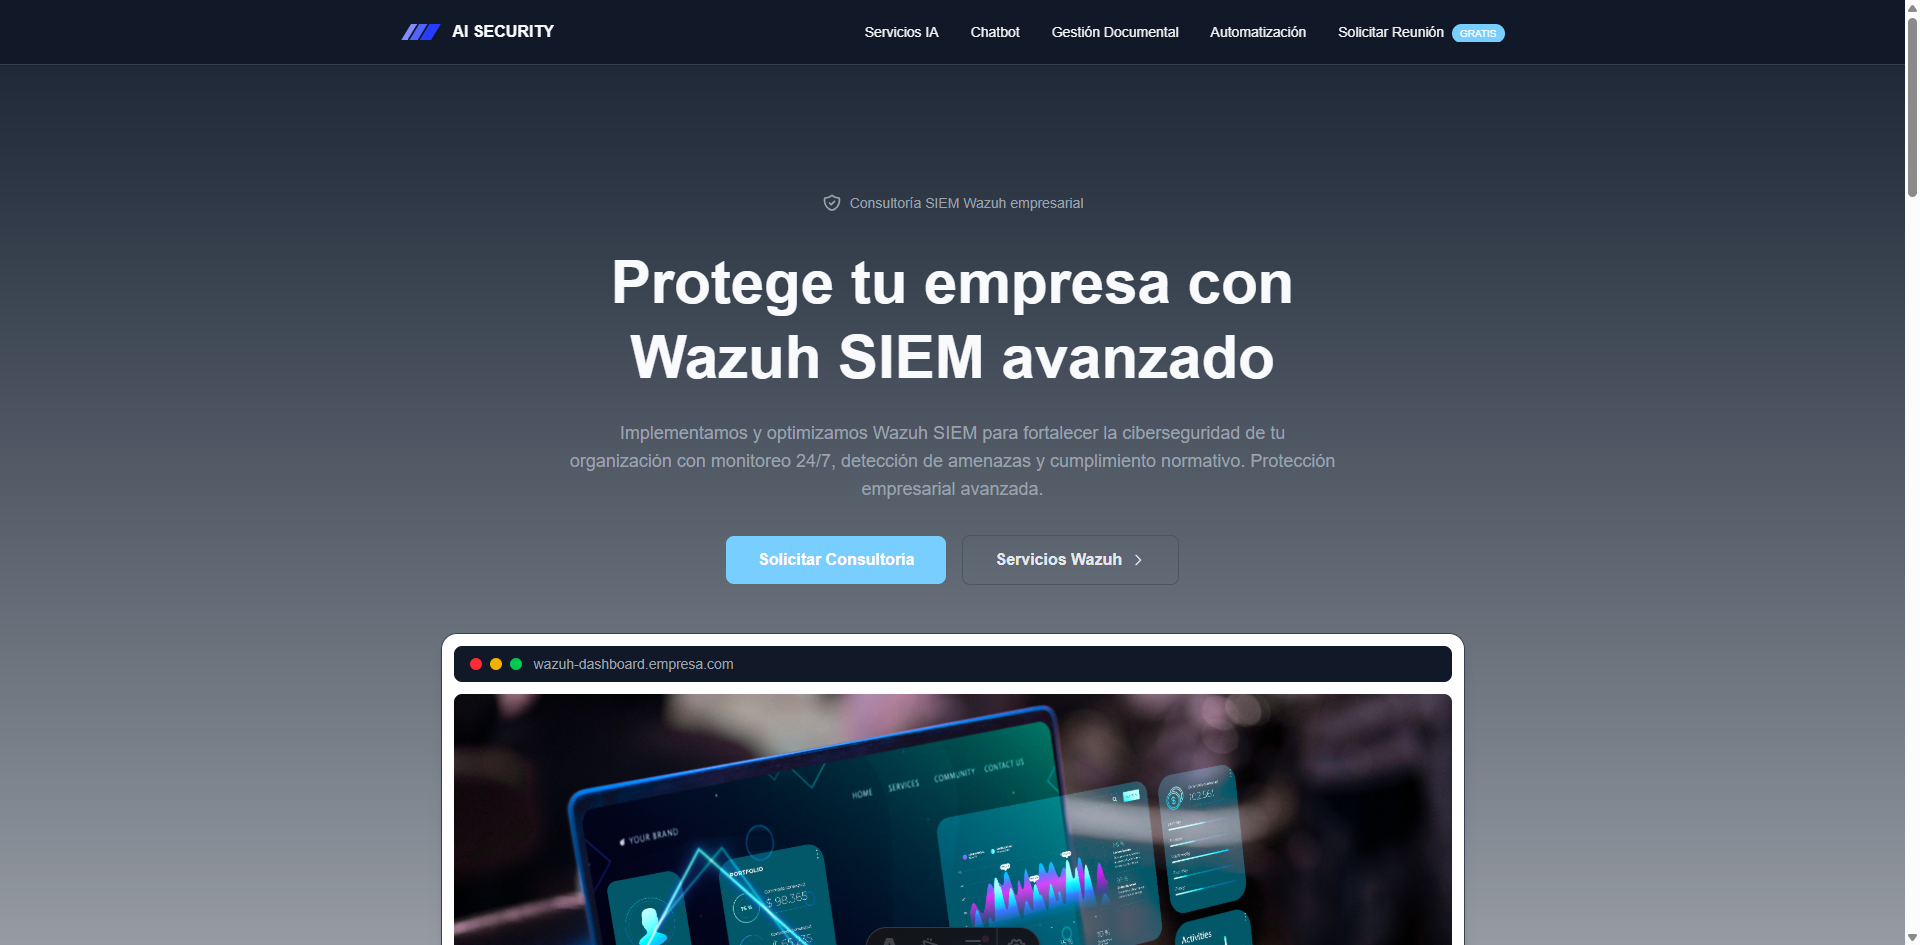 AI SECURITY
Servicios IA
Chatbot
Gestión Documental
Automatización
Solicitar Reunión GRATIS
Consultoría SIEM Wazuh empresarial
Protege tu empresa con
Wazuh SIEM avanzado
Implementamos y optimizamos Wazuh SIEM para fortalecer la ciberseguridad de tu
organización con monitoreo 24/7, detección de amenazas y cumplimiento normativo. Protección
empresarial avanzada.
Solicitar Consultoria
Servicios Wazuh
wazuh-dashboard.empresa.com
HOME
SERVICES
COMMUNITY
CONTACT US
YOUR BRAND
PORTFOLIO
$ 98.365
Activities